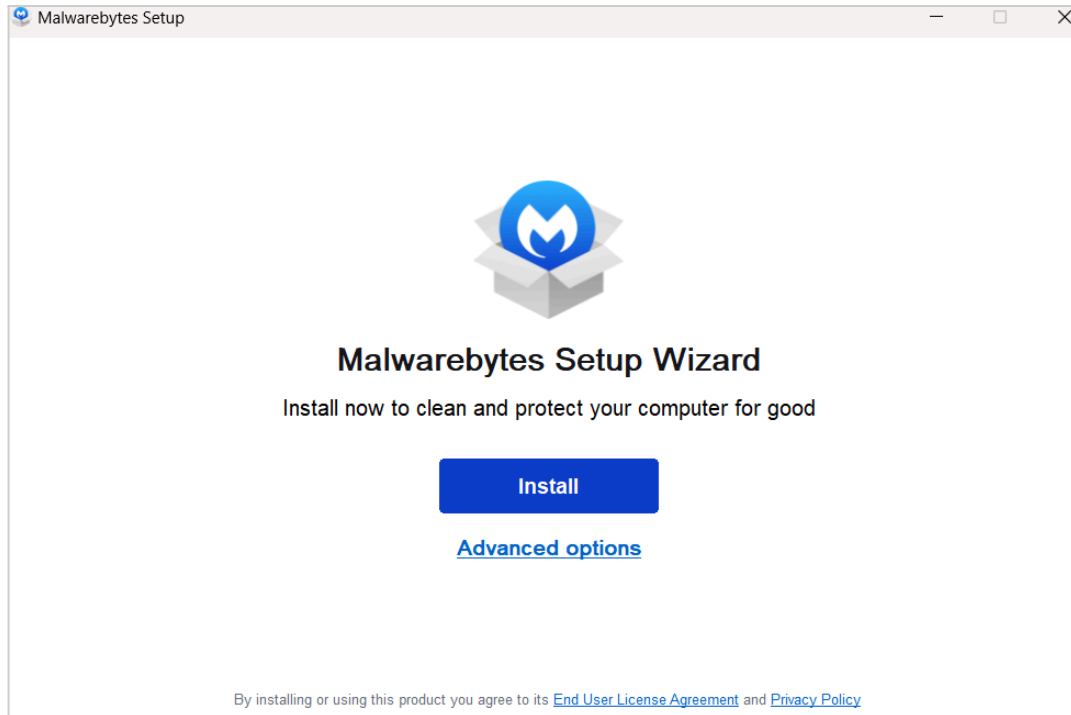 Malwarebytes Setup
Malwarebytes Setup Wizard
Install now to clean and protect your computer for good
Install
Advanced options
By installing or using this product you agree to its End User License Agreement and Privacy Policy